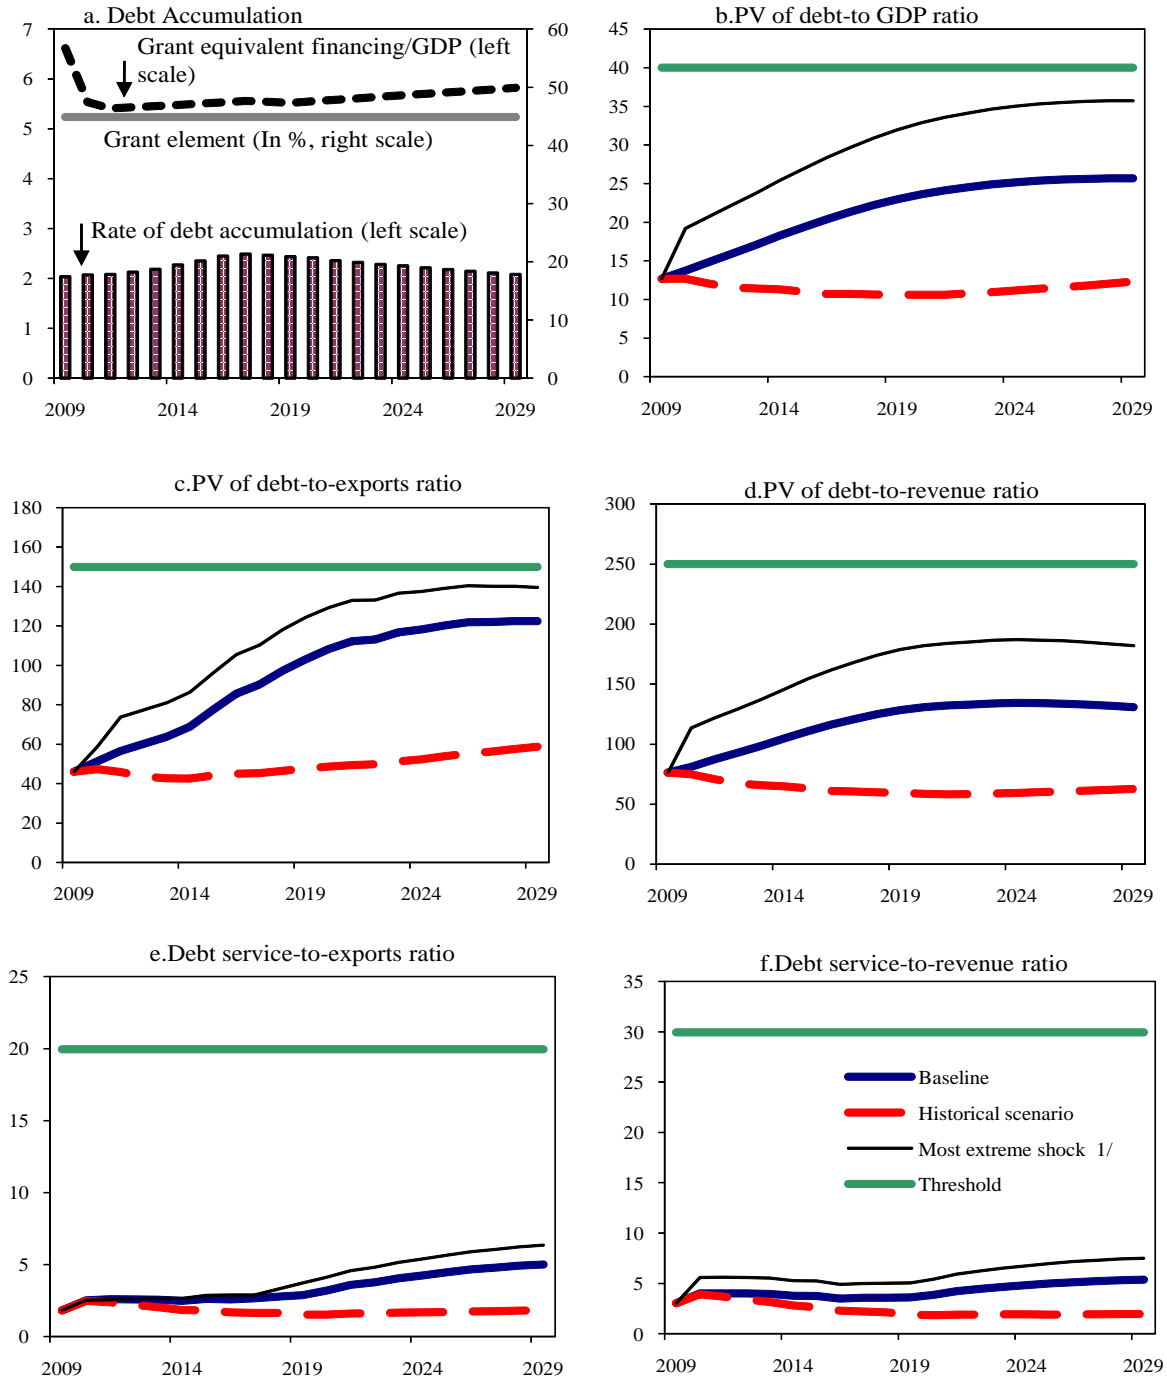 a. Debt Accumulation
7
6
5
4
3
2
1
0
60
50
40
30
20
10
0
Grant equivalent financing/GDP (left
scale)
Grant element (In %, right scale)
Rate of debt accumulation (left scale)
2009 2014 2019 2024 2029
b.PV of debt-to GDP ratio
45
40
35
30
25
20
15
10
5
0
2009 2014 2019 2024 2029
c.PV of debt-to-exports ratio
180
160
140
120
100
80
60
40
20
0
2009 2014 2019 2024 2029
d.PV of debt-to-revenue ratio
300
250
200
150
100
50
0
2009 2014 2019 2024 2029
e.Debt service-to-exports ratio
25
20
15
10
5
0
2009 2014 2019 2024 2029
f.Debt service-to-revenue ratio
35
30
25
20
15
10
5
0
Baseline
Historical scenario
Most extreme shock 1/
Threshold
2009 2014 2019 2024 2029